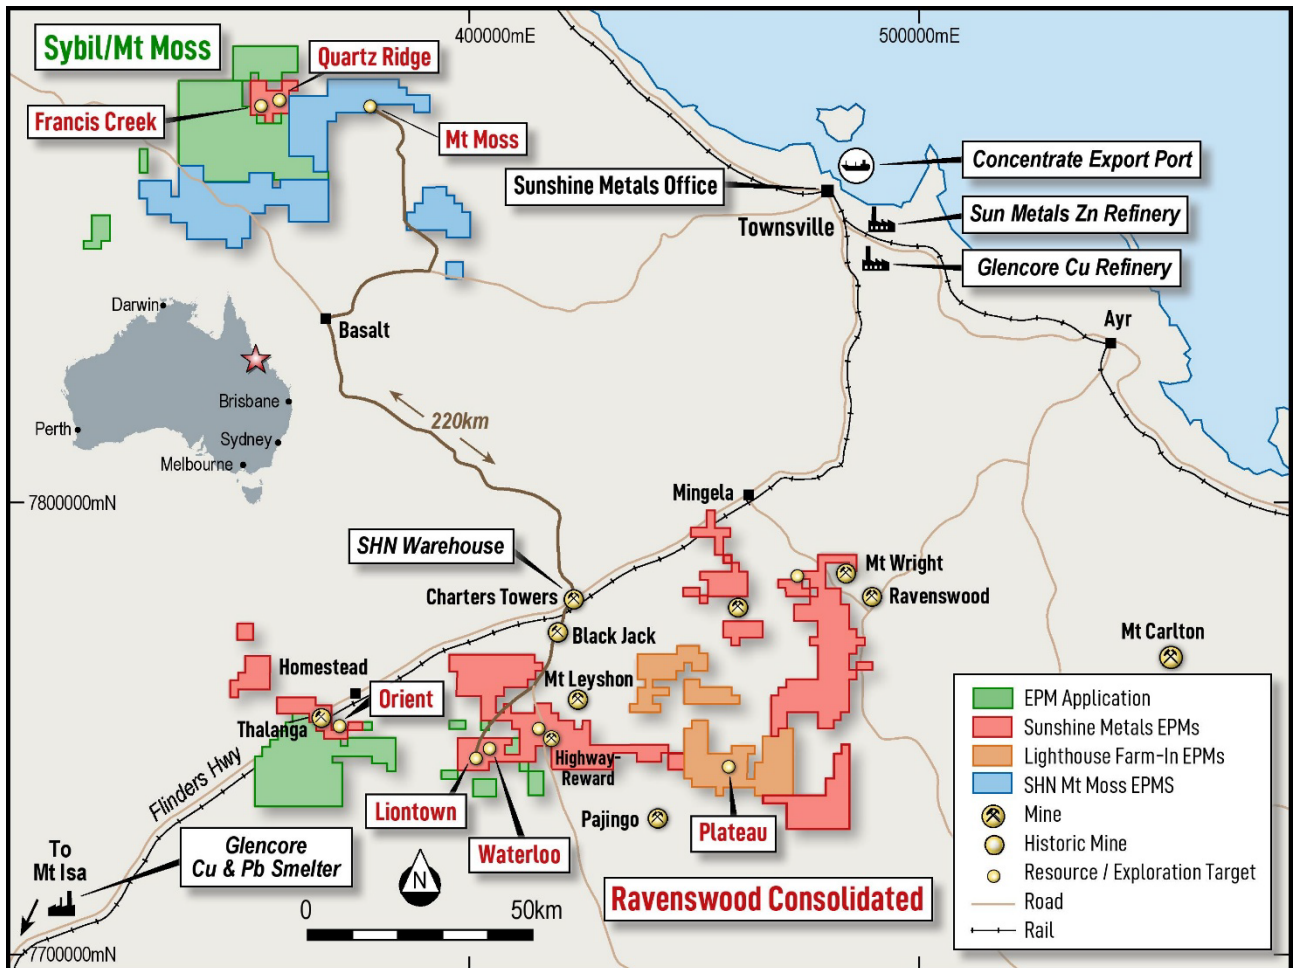 400000mE
500000mE
Sybil/Mt Moss
Quartz Ridge
Francis Creek
Mt Moss
Concentrate Export Port
Sunshine Metals Office
Sun Metals Zn Refinery
Townsville
Glencore Cu Refinery
Darwin
Basalt
Ayr
Brisbane
Perth
Sydney
Melbourne
220km
7800000mN
Mingela
SHN Warehouse
Charters Towers
Mt Wright
Ravenswood
Black Jack
Mt Carlton
Homestead
Mt Leyshon
Orient
Thalanga
Highway-
Reward
Flinders Hwy
Liontown
Pajingo
Plateau
Waterloo
To
Mt Isa
Glencore
Cu & Pb Smelter
N
Ravenswood Consolidated
0
50km
7700000mN
EPM Application
Sunshine Metals EPMs
Lighthouse Farm-In EPMs
SHN Mt Moss EPMS
Mine
Historic Mine
Resource / Exploration Target
Road
Rail